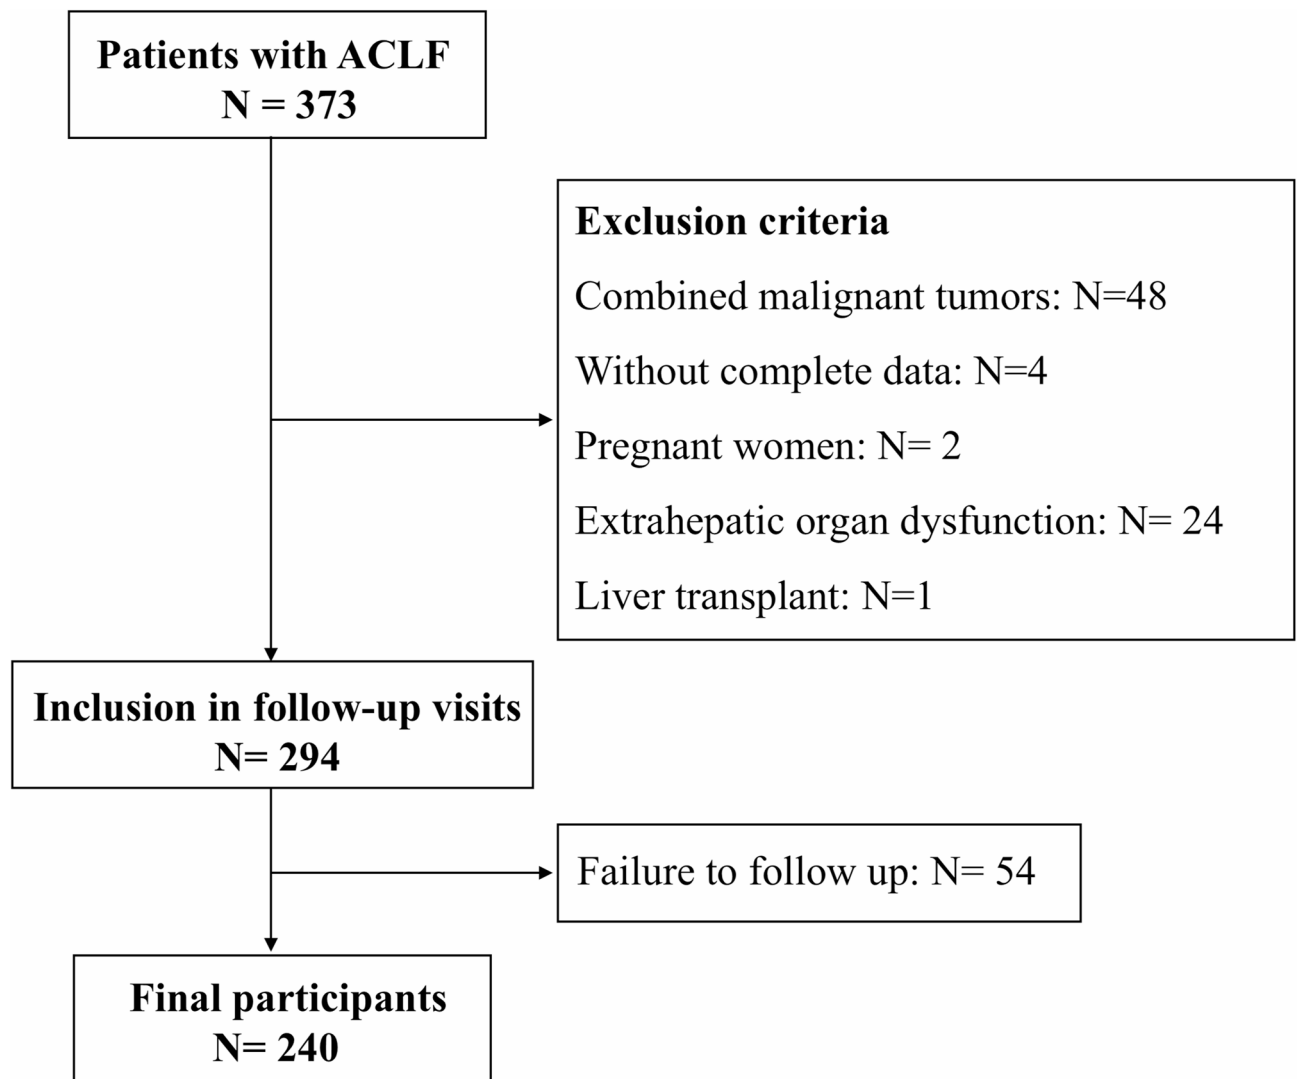 Patients with ACLF
N = 373
Exclusion criteria
Combined malignant tumors: N=48
Without complete data: N=4
Pregnant women: N= 2
Extrahepatic organ dysfunction: N= 24
Liver transplant: N=1
Inclusion in follow-up visits
N= 294
Failure to follow up: N= 54
Final participants
N= 240